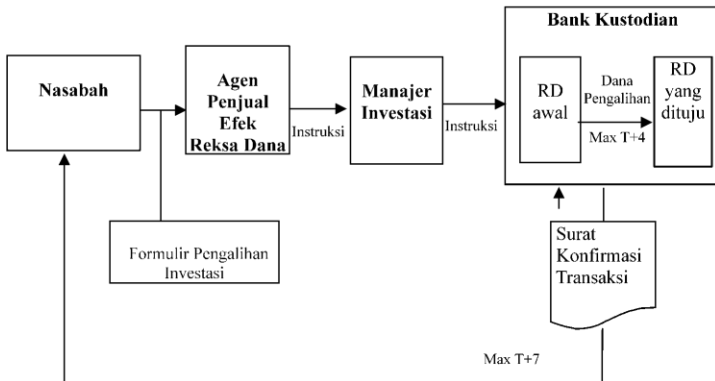 Bank Kustodian
Nasabah
Agen
Penjual
Efek
Reksa Dana
Instruksi
Manajer
Investasi
Instruksi
RD
awal
Dana
Pengalihan
Max T+4
RD
yang
dituju
Formulir Pengalihan
Investasi
Surat
Konfirmasi
Transaksi
Max T+7